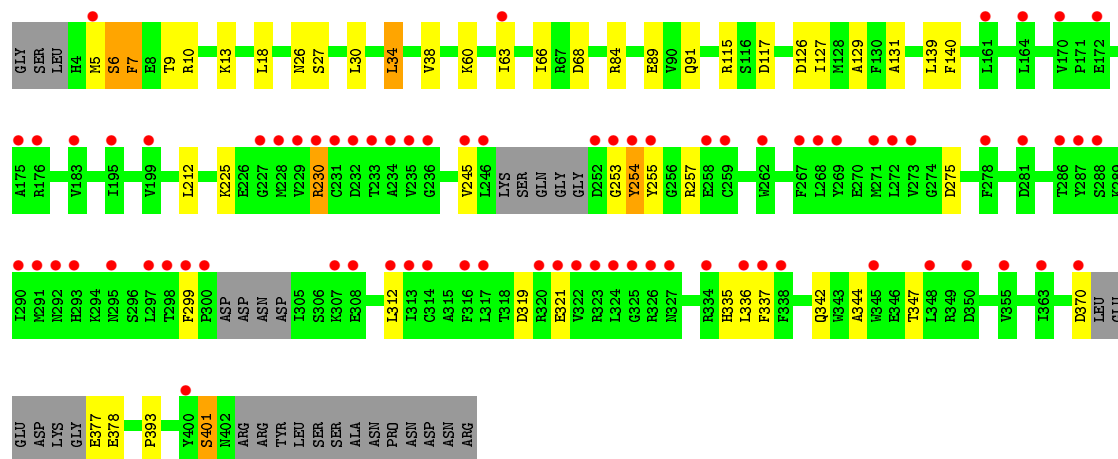 GLY SER LEU H4 M5 S6 F7 E8 T9 R10 K13 L18 N26 S27 L30 L34 V38 K60 I63 I66 R67 D68 R84 E89 V90 Q91 R115 S116 D117 D126 I127 M128 A129 F130 A131 L139 F140 L161 L164 V170 P171 E172
A175 R176 V183 I195 V199 L212 K225 E226 G227 M228 V229 R230 C231 D232 T233 A234 V235 G236 V245 L246 LYS SER GLN GLY GLY D252 G253 Y254 Y255 G256 R257 E258 C259 W262 F267 L268 Y269 E270 M271 L272 V273 G274 D275 F278 D281 T286 Y287 S288
I290 M291 N292 H293 K294 N295 S296 L297 T298 F299 P300 ASP ASP ASN ASP I305 S306 K307 E308 L312 I313 C314 A315 F316 L317 T318 D319 R320 E321 V322 R323 L324 G325 R326 N327 R334 H335 L336 F337 F338 Q342 W343 A344 W345 E346 T347 L348 R349 D350 V355 I363 D370 LEU
GLU ASP LYS GLY E377 E378 P393 Y400 S401 N402 ARG ARG TYR LEU SER SER ALA ASN PRO ASN ASP ASN ARG